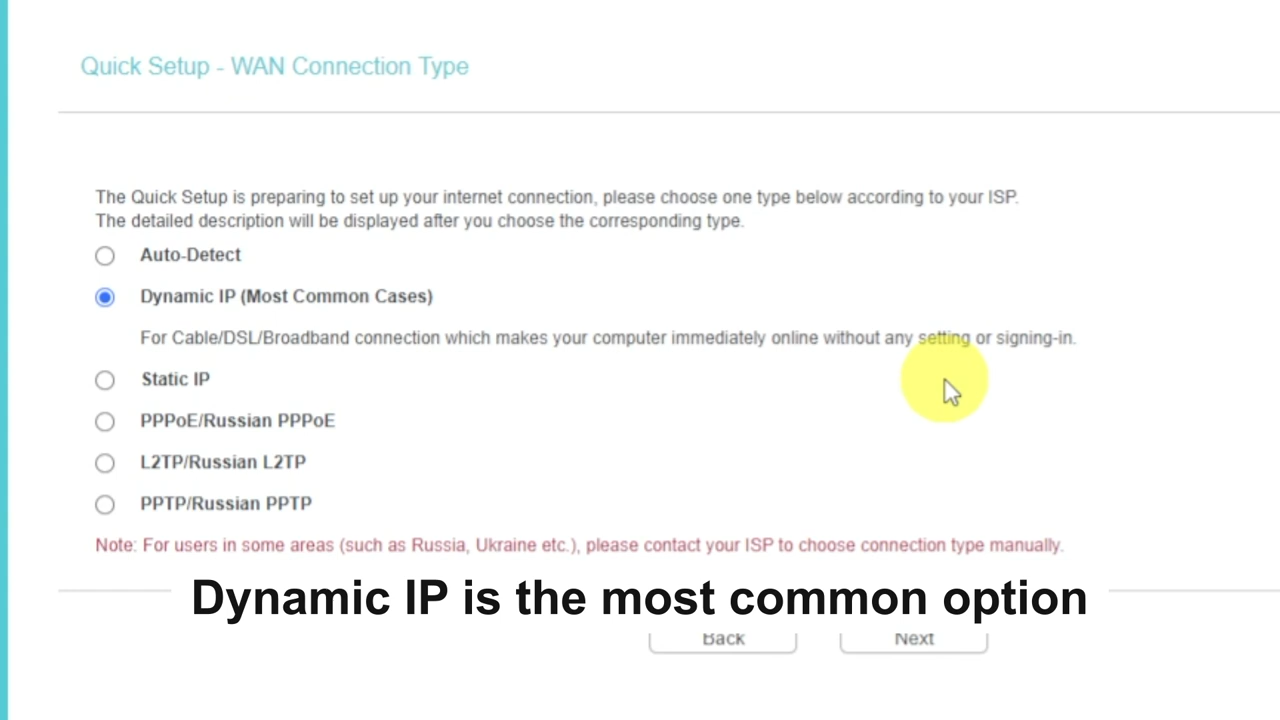 Quick Setup - WAN Connection Type
The Quick Setup is preparing to set up your internet connection, please choose one type below according to your ISP.
The detailed description will be displayed after you choose the corresponding type.
Auto-Detect
Dynamic IP (Most Common Cases)
For Cable/DSL/Broadband connection which makes your computer immediately online without any setting or signing-in.
Static IP
PPPoE/Russian PPPoE
L2TP/Russian L2TP
PPTP/Russian PPTP
Note: For users in some areas (such as Russia, Ukraine etc.), please contact your ISP to choose connection type manually.
Dynamic IP is the most common option
Back Next